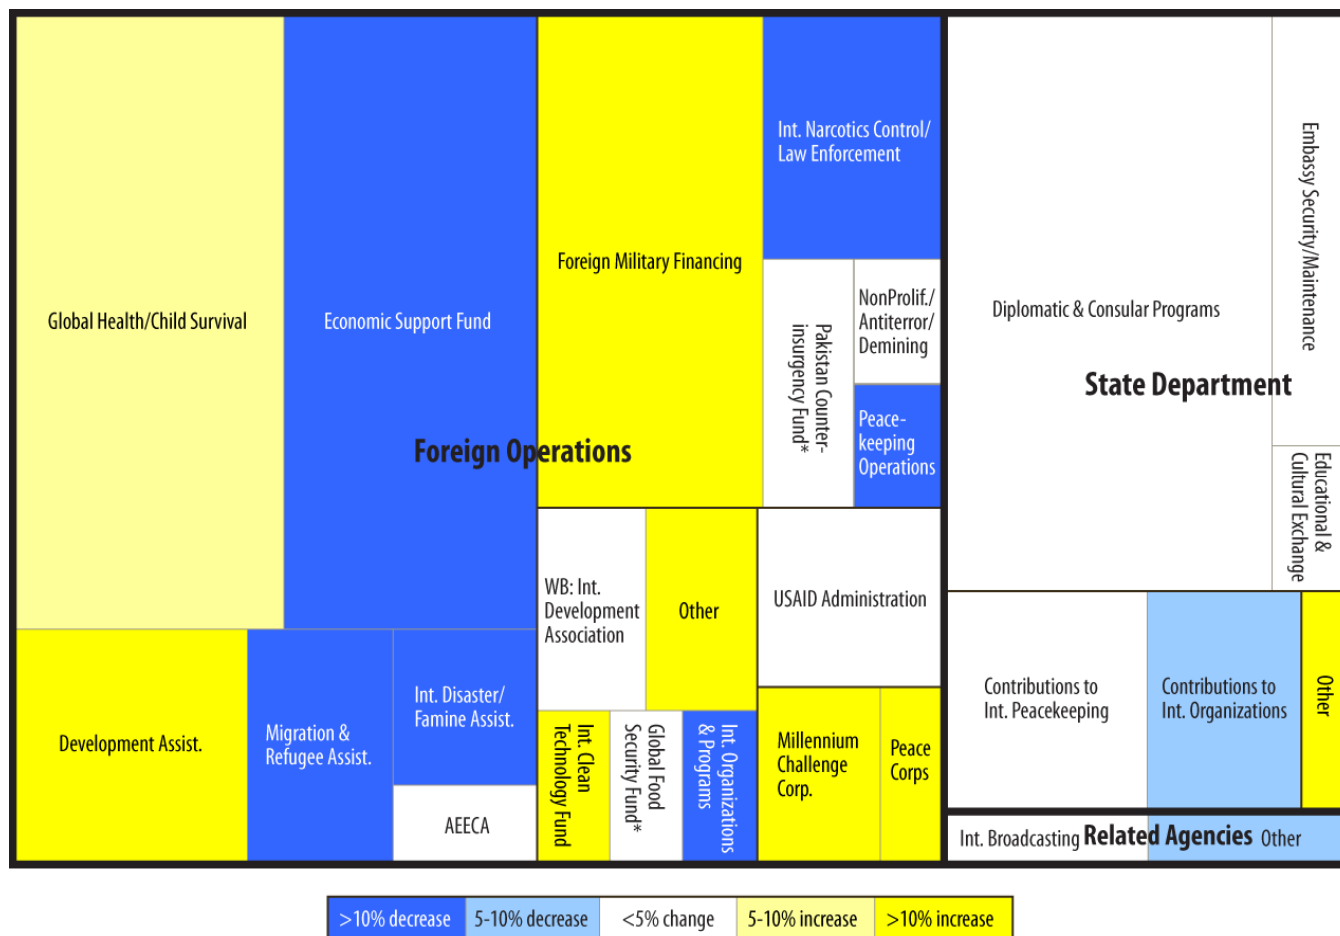 Global Health/Child Survival
Economic Support Fund
Foreign Military Financing
Int. Narcotics Control/
Law Enforcement
Pakistan Counter-
insurgency Fund*
NonProlif./
Antiterror/
Demining
Peace-
keeping
Operations
Foreign Operations
Development Assist.
Migration &
Refugee Assist.
Int. Disaster/
Famine Assist.
AEECA
WB: Int.
Development
Association
Other
USAID Administration
Int. Clean
Technology Fund
Global Food
Security Fund*
Int. Organizations
& Programs
Millennium
Challenge
Corp.
Peace
Corps
Diplomatic & Consular Programs
Embassy Security/Maintenance
State Department
Educational &
Cultural Exchange
Contributions to
Int. Peacekeeping
Contributions to
Int. Organizations
Other
Int. Broadcasting
Related Agencies
Other
>10% decrease
5-10% decrease
<5% change
5-10% increase
>10% increase